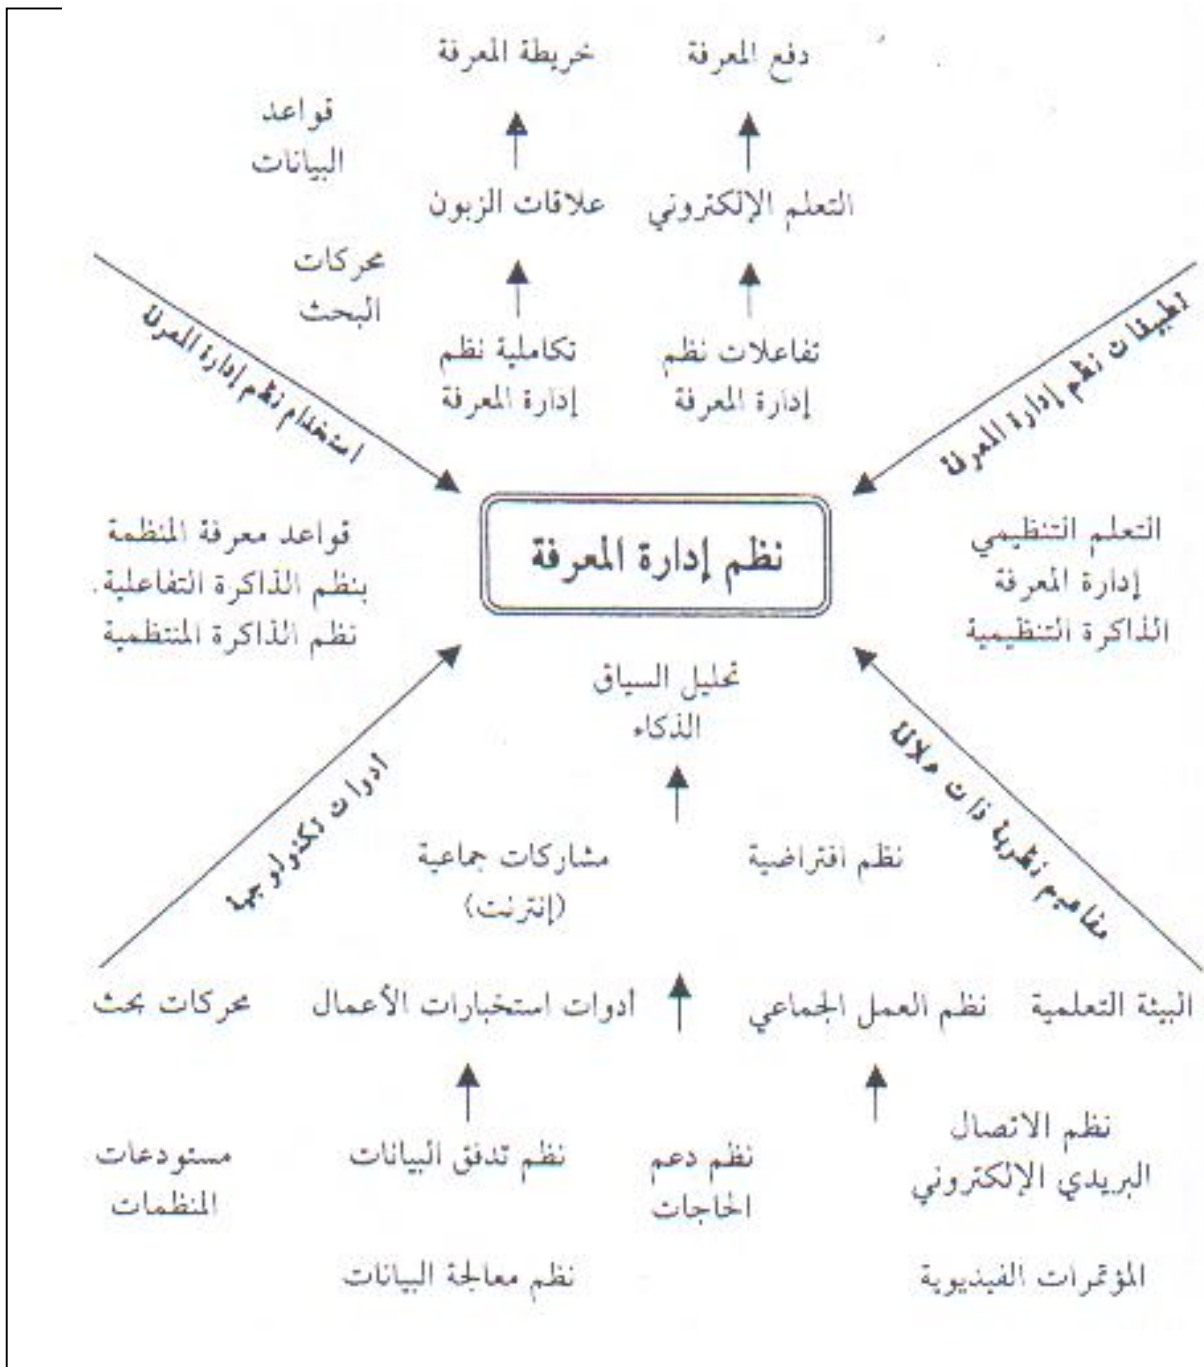 دفع المعرفة
خريطة المعرفة
قواعد
البيانات
التعلم الإلكتروني
علاقات الزبون
محركات
البحث
تفاعلات نظم
إدارة المعرفة
تكاملية نظم
إدارة المعرفة
تطبيقات نظم إدارة المعرفة
استخدام نظم إدارة المعرفة
نظم إدارة المعرفة
التعلم التنظيمي
إدارة المعرفة
الذاكرة التنظيمية
قواعد معرفة المنظمة
بنظم الذاكرة التفاعلية.
نظم الذاكرة المنتظمية
تحليل السياق
الذكاء
مفاهيم نظرية ذات
أدوات تكنولوجية
نظم افتراضية
مشاركات جماعية
(إنترنت)
البيئة التعلمية
نظم العمل الجماعي
أدوات استخبارات الأعمال
محركات بحث
نظم الاتصال
البريدي الإلكتروني
نظم دعم
الحاجات
نظم تدفق البيانات
مستودعات
المنظمات
المؤتمرات الفيديوية
نظم معالجة البيانات